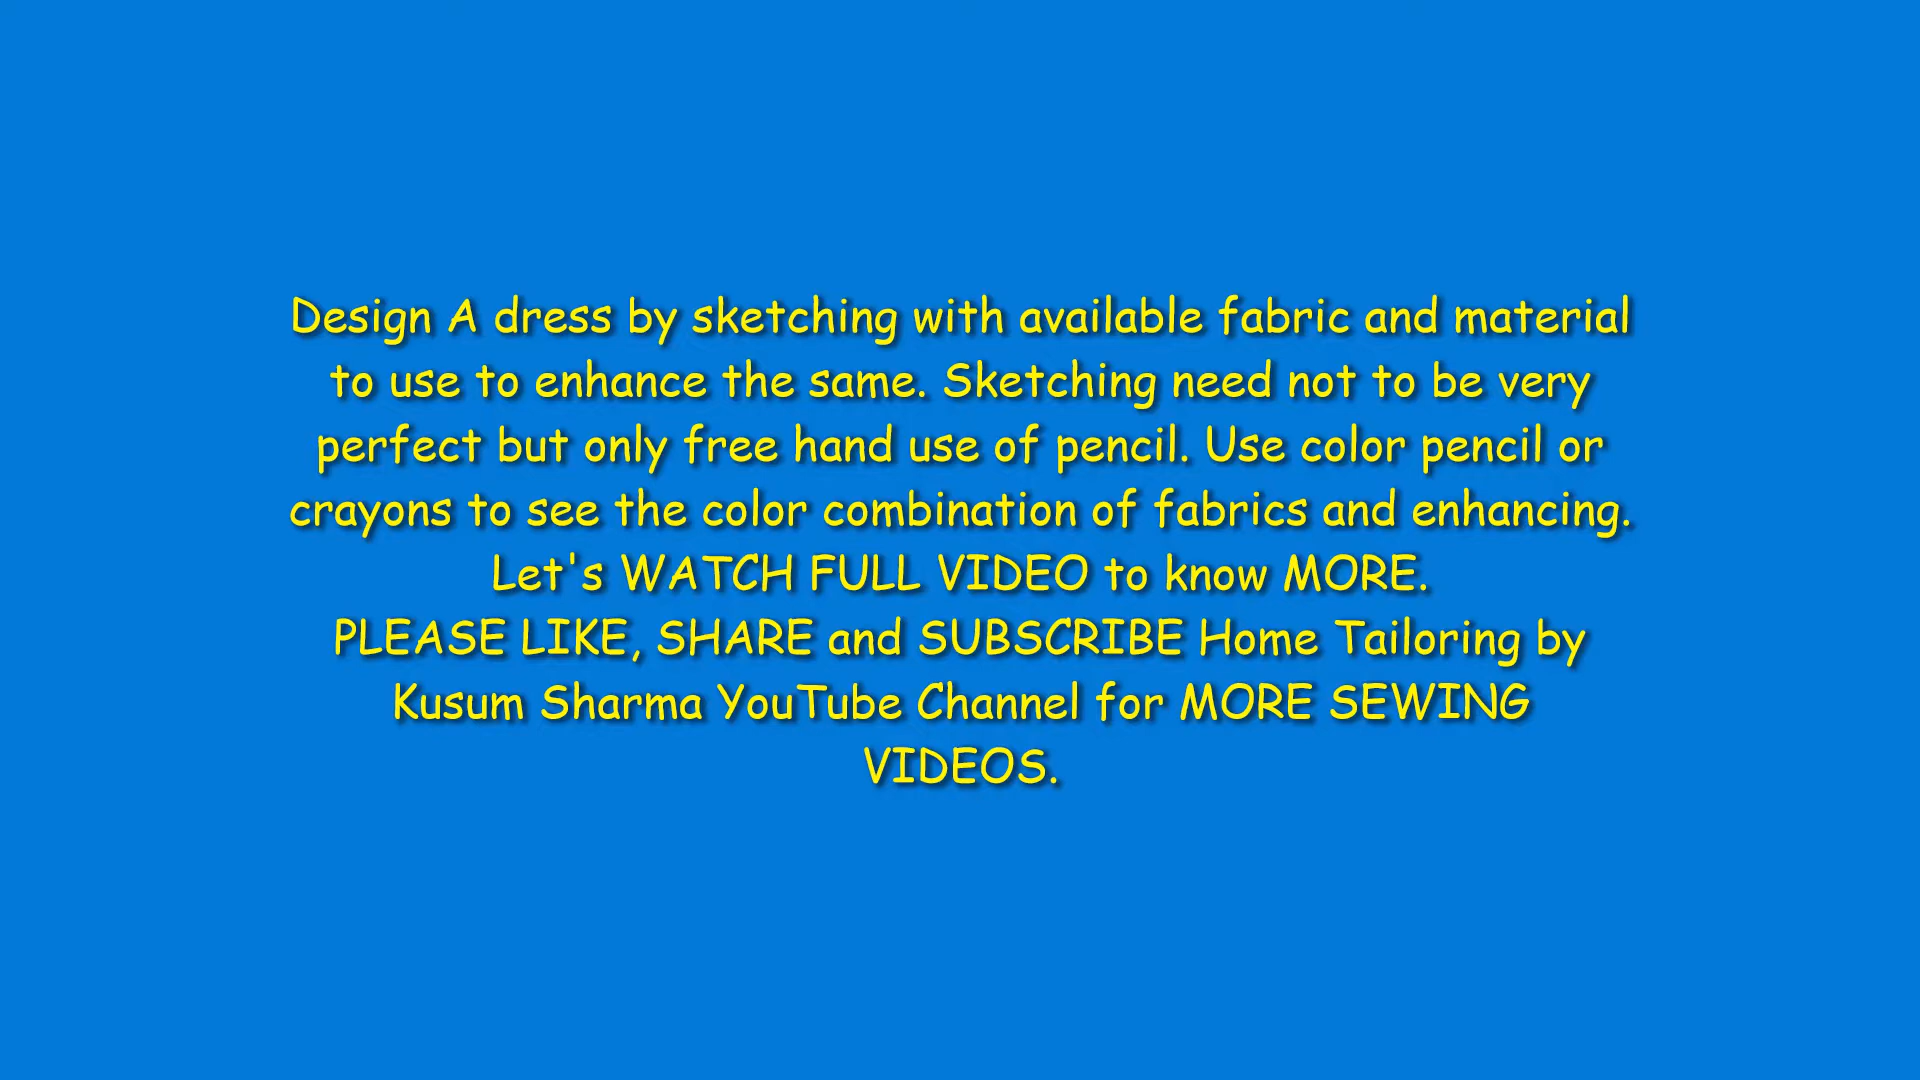 Design A dress by sketching with available fabric and material
to use to enhance the same. Sketching need not to be very
perfect but only free hand use of pencil. Use color pencil or
crayons to see the color combination of fabrics and enhancing.
Let's WATCH FULL VIDEO to know MORE.
PLEASE LIKE, SHARE and SUBSCRIBE Home Tailoring by
Kusum Sharma YouTube Channel for MORE SEWING
VIDEOS.